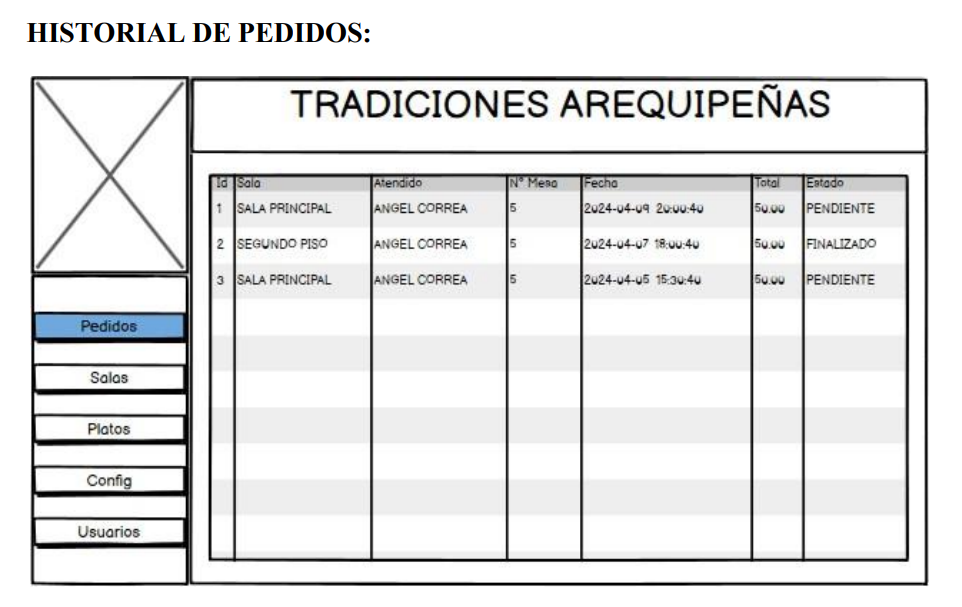 HISTORIAL DE PEDIDOS:
TRADICIONES AREQUIPEÑAS
Id Sala Atendido N° Mesa Fecha Total Estado
1 SALA PRINCIPAL ANGEL CORREA 5 2024-04-09 20:00:40 50.00 PENDIENTE
2 SEGUNDO PISO ANGEL CORREA 5 2024-04-07 18:00:40 50.00 FINALIZADO
3 SALA PRINCIPAL ANGEL CORREA 5 2024-04-05 15:30:40 50.00 PENDIENTE
Pedidos
Salas
Platos
Config
Usuarios